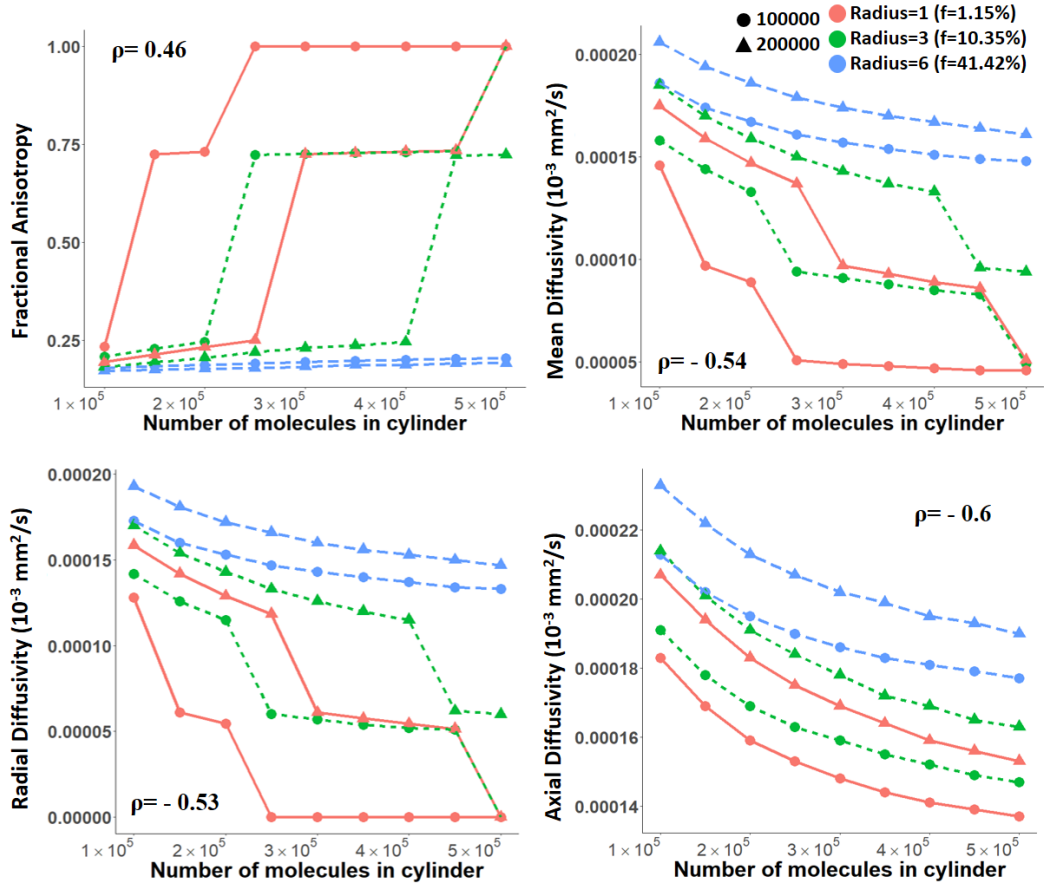 100000
200000
Radius=1 (f=1.15%)
Radius=3 (f=10.35%)
Radius=6 (f=41.42%)
Fractional Anisotropy
1.00
0.75
0.50
0.25
ρ= 0.46
1 × 10⁵
2 × 10⁵
3 × 10⁵
4 × 10⁵
5 × 10⁵
Number of molecules in cylinder
Mean Diffusivity (10⁻³ mm²/s)
0.00020
0.00015
0.00010
0.00005
ρ= - 0.54
1 × 10⁵
2 × 10⁵
3 × 10⁵
4 × 10⁵
5 × 10⁵
Number of molecules in cylinder
Radial Diffusivity (10⁻³ mm²/s)
0.00020
0.00015
0.00010
0.00005
0.00000
ρ= - 0.53
1 × 10⁵
2 × 10⁵
3 × 10⁵
4 × 10⁵
5 × 10⁵
Number of molecules in cylinder
Axial Diffusivity (10⁻³ mm²/s)
0.00022
0.00020
0.00018
0.00016
0.00014
ρ= - 0.6
1 × 10⁵
2 × 10⁵
3 × 10⁵
4 × 10⁵
5 × 10⁵
Number of molecules in cylinder